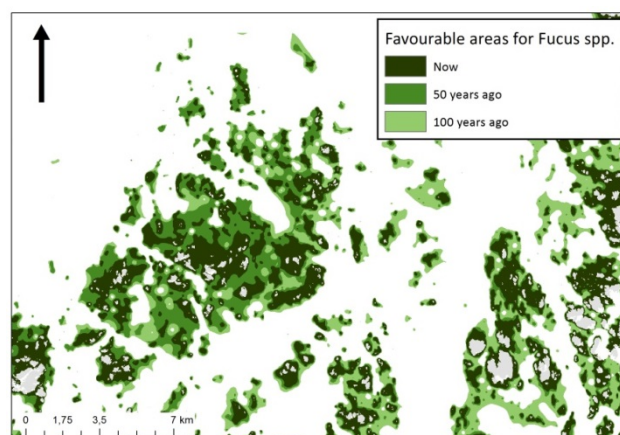 Favourable areas for Fucus spp.
Now
50 years ago
100 years ago
0 1,75 3,5 7 km